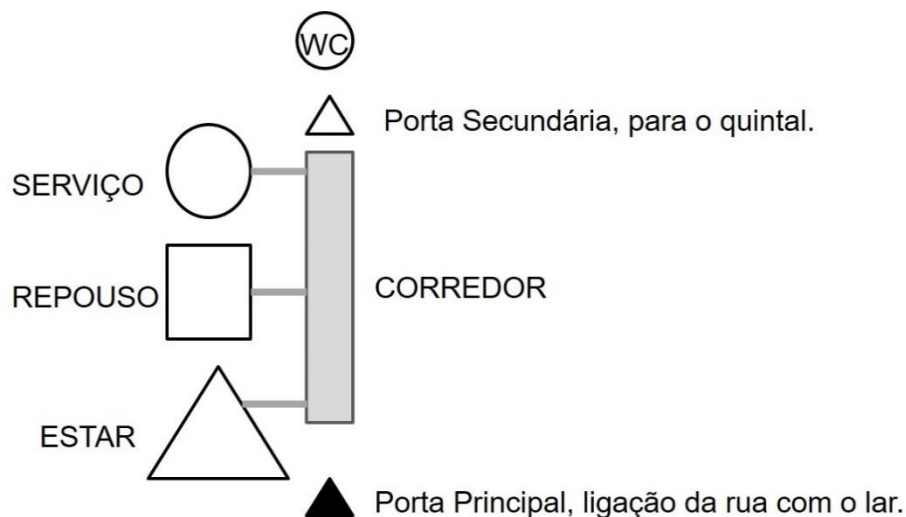 WC
Porta Secundária, para o quintal.
SERVIÇO
REPOUSO
CORREDOR
ESTAR
Porta Principal, ligação da rua com o lar.